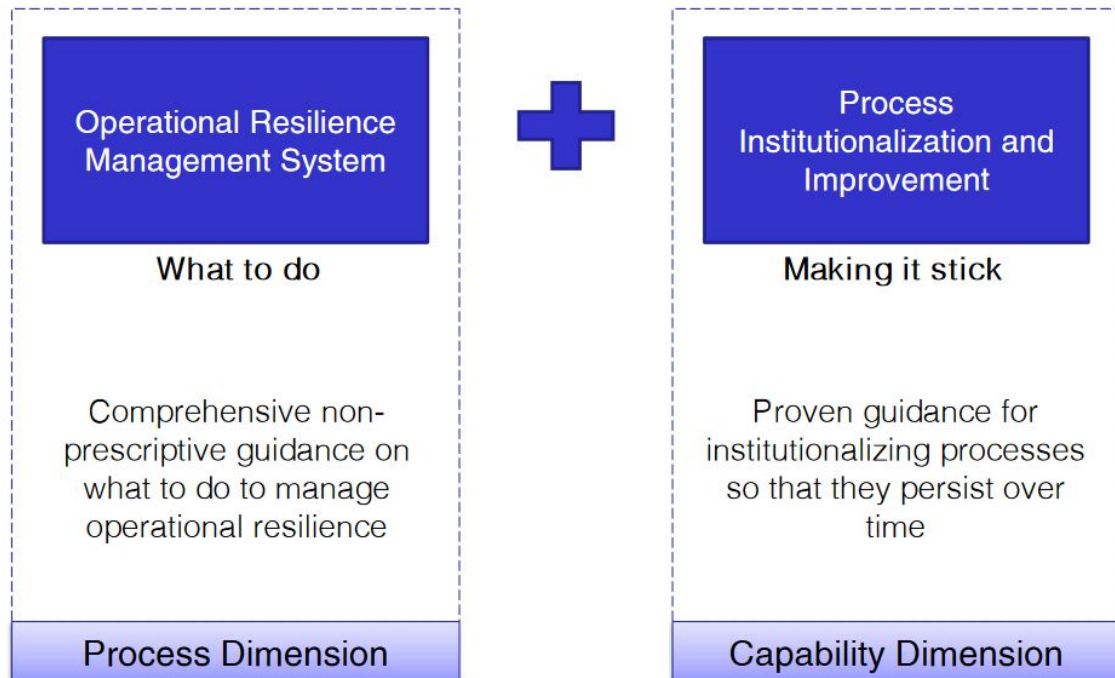 Operational Resilience
Management System
What to do
Comprehensive non-
prescriptive guidance on
what to do to manage
operational resilience
Process Dimension
Process
Institutionalization and
Improvement
Making it stick
Proven guidance for
institutionalizing processes
so that they persist over
time
Capability Dimension